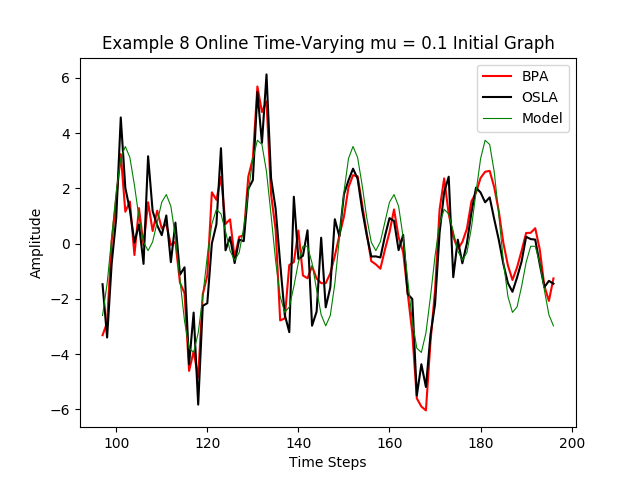 Example 8 Online Time-Varying mu = 0.1 Initial Graph
BPA
OSLA
Model
6
4
2
0
−2
−4
−6
Amplitude
100
120
140
160
180
200
Time Steps